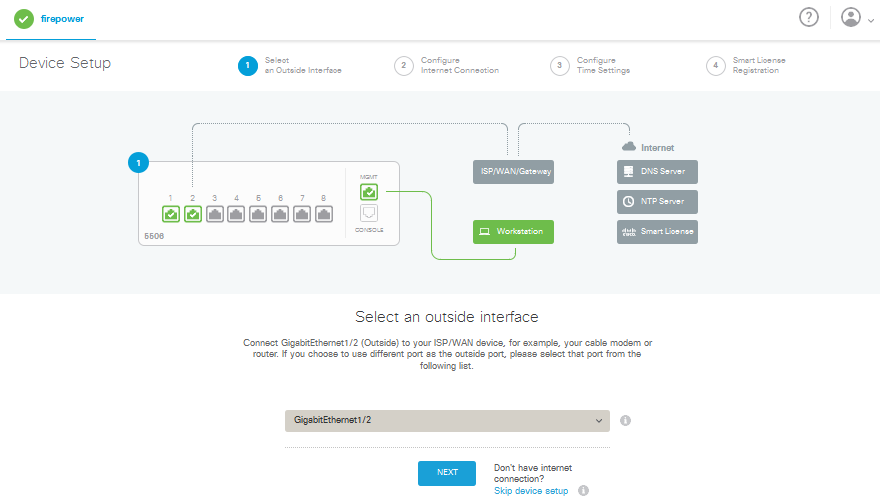 firepower
?
Device Setup
1 Select
an Outside Interface
2 Configure
Internet Connection
3 Configure
Time Settings
4 Smart License
Registration
Internet
1
ISP/WAN/Gateway
DNS Server
MGMT
1 2 3 4 5 6 7 8
NTP Server
CONSOLE
Workstation
cisco Smart License
5506
Select an outside interface
Connect GigabitEthernet1/2 (Outside) to your ISP/WAN device, for example, your cable modem or
router. If you choose to use different port as the outside port, please select that port from the
following list.
GigabitEthernet1/2
i
NEXT
Don't have internet
connection?
Skip device setup i